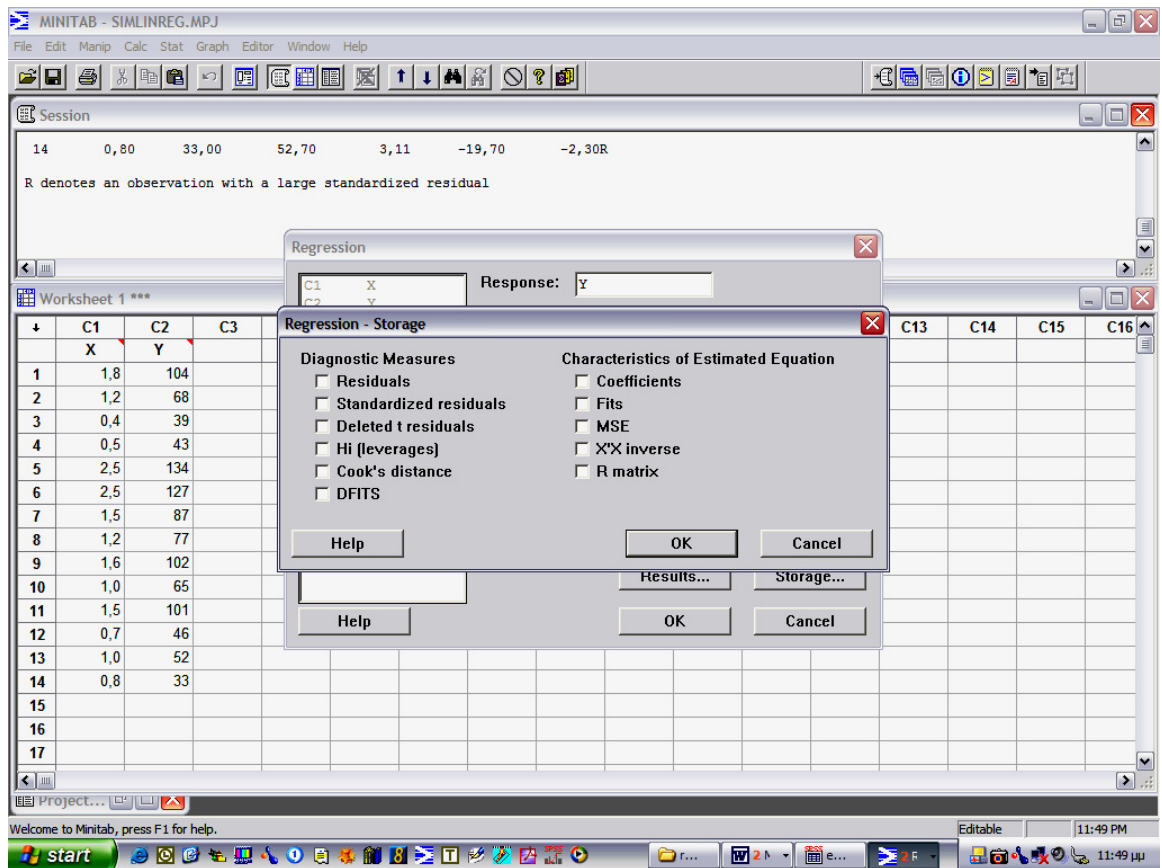 MINITAB - SIMLINREG.MPJ
File Edit Manip Calc Stat Graph Editor Window Help
Session
14 0,80 33,00 52,70 3,11 -19,70 -2,30R
R denotes an observation with a large standardized residual
Regression
C1 X
C2 Y
Response: Y
Worksheet 1 ***
Regression - Storage
Diagnostic Measures
Residuals
Standardized residuals
Deleted t residuals
Hi (leverages)
Cook's distance
DFITS
Characteristics of Estimated Equation
Coefficients
Fits
MSE
X'X inverse
R matrix
Help OK Cancel
Results... Storage...
Help OK Cancel
C1 C2 C3 C13 C14 C15 C16
X Y
1 1,8 104
2 1,2 68
3 0,4 39
4 0,5 43
5 2,5 134
6 2,5 127
7 1,5 87
8 1,2 77
9 1,6 102
10 1,0 65
11 1,5 101
12 0,7 46
13 1,0 52
14 0,8 33
15
16
17
Project...
Welcome to Minitab, press F1 for help. Editable 11:49 PM
start r... 2 e... 2 11:49 μμ